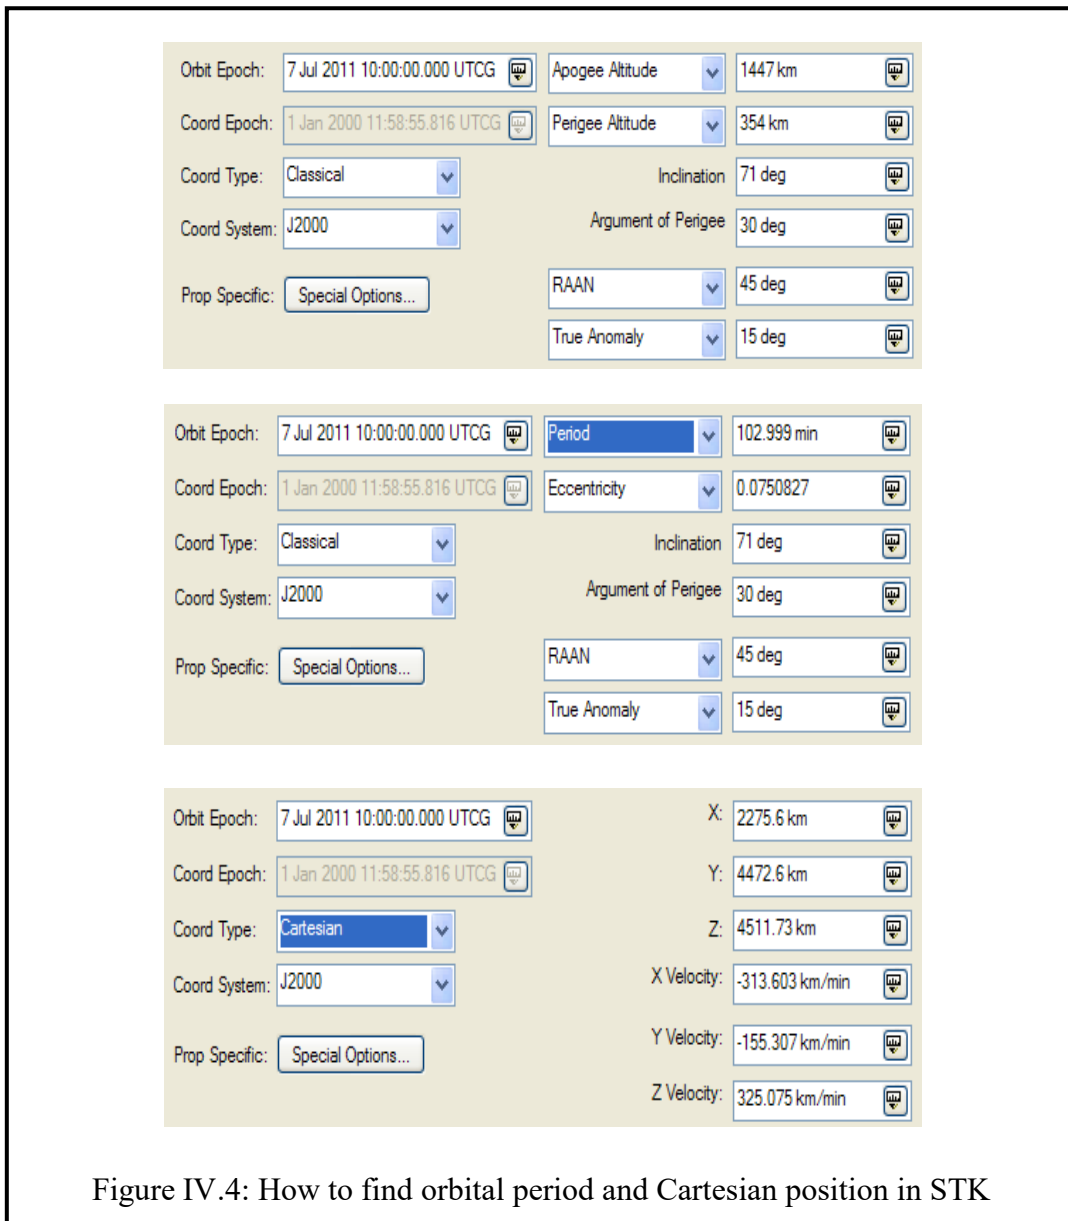 Orbit Epoch: 7 Jul 2011 10:00:00.000 UTCG Apogee Altitude 1447 km
Coord Epoch: 1 Jan 2000 11:58:55.816 UTCG Perigee Altitude 354 km
Coord Type: Classical Inclination 71 deg
Coord System: J2000 Argument of Perigee 30 deg
Prop Specific: Special Options... RAAN 45 deg
True Anomaly 15 deg
Orbit Epoch: 7 Jul 2011 10:00:00.000 UTCG Period 102.999 min
Coord Epoch: 1 Jan 2000 11:58:55.816 UTCG Eccentricity 0.0750827
Coord Type: Classical Inclination 71 deg
Coord System: J2000 Argument of Perigee 30 deg
Prop Specific: Special Options... RAAN 45 deg
True Anomaly 15 deg
Orbit Epoch: 7 Jul 2011 10:00:00.000 UTCG X: 2275.6 km
Coord Epoch: 1 Jan 2000 11:58:55.816 UTCG Y: 4472.6 km
Coord Type: Cartesian Z: 4511.73 km
Coord System: J2000 X Velocity: -313.603 km/min
Prop Specific: Special Options... Y Velocity: -155.307 km/min
Z Velocity: 325.075 km/min
Figure IV.4: How to find orbital period and Cartesian position in STK